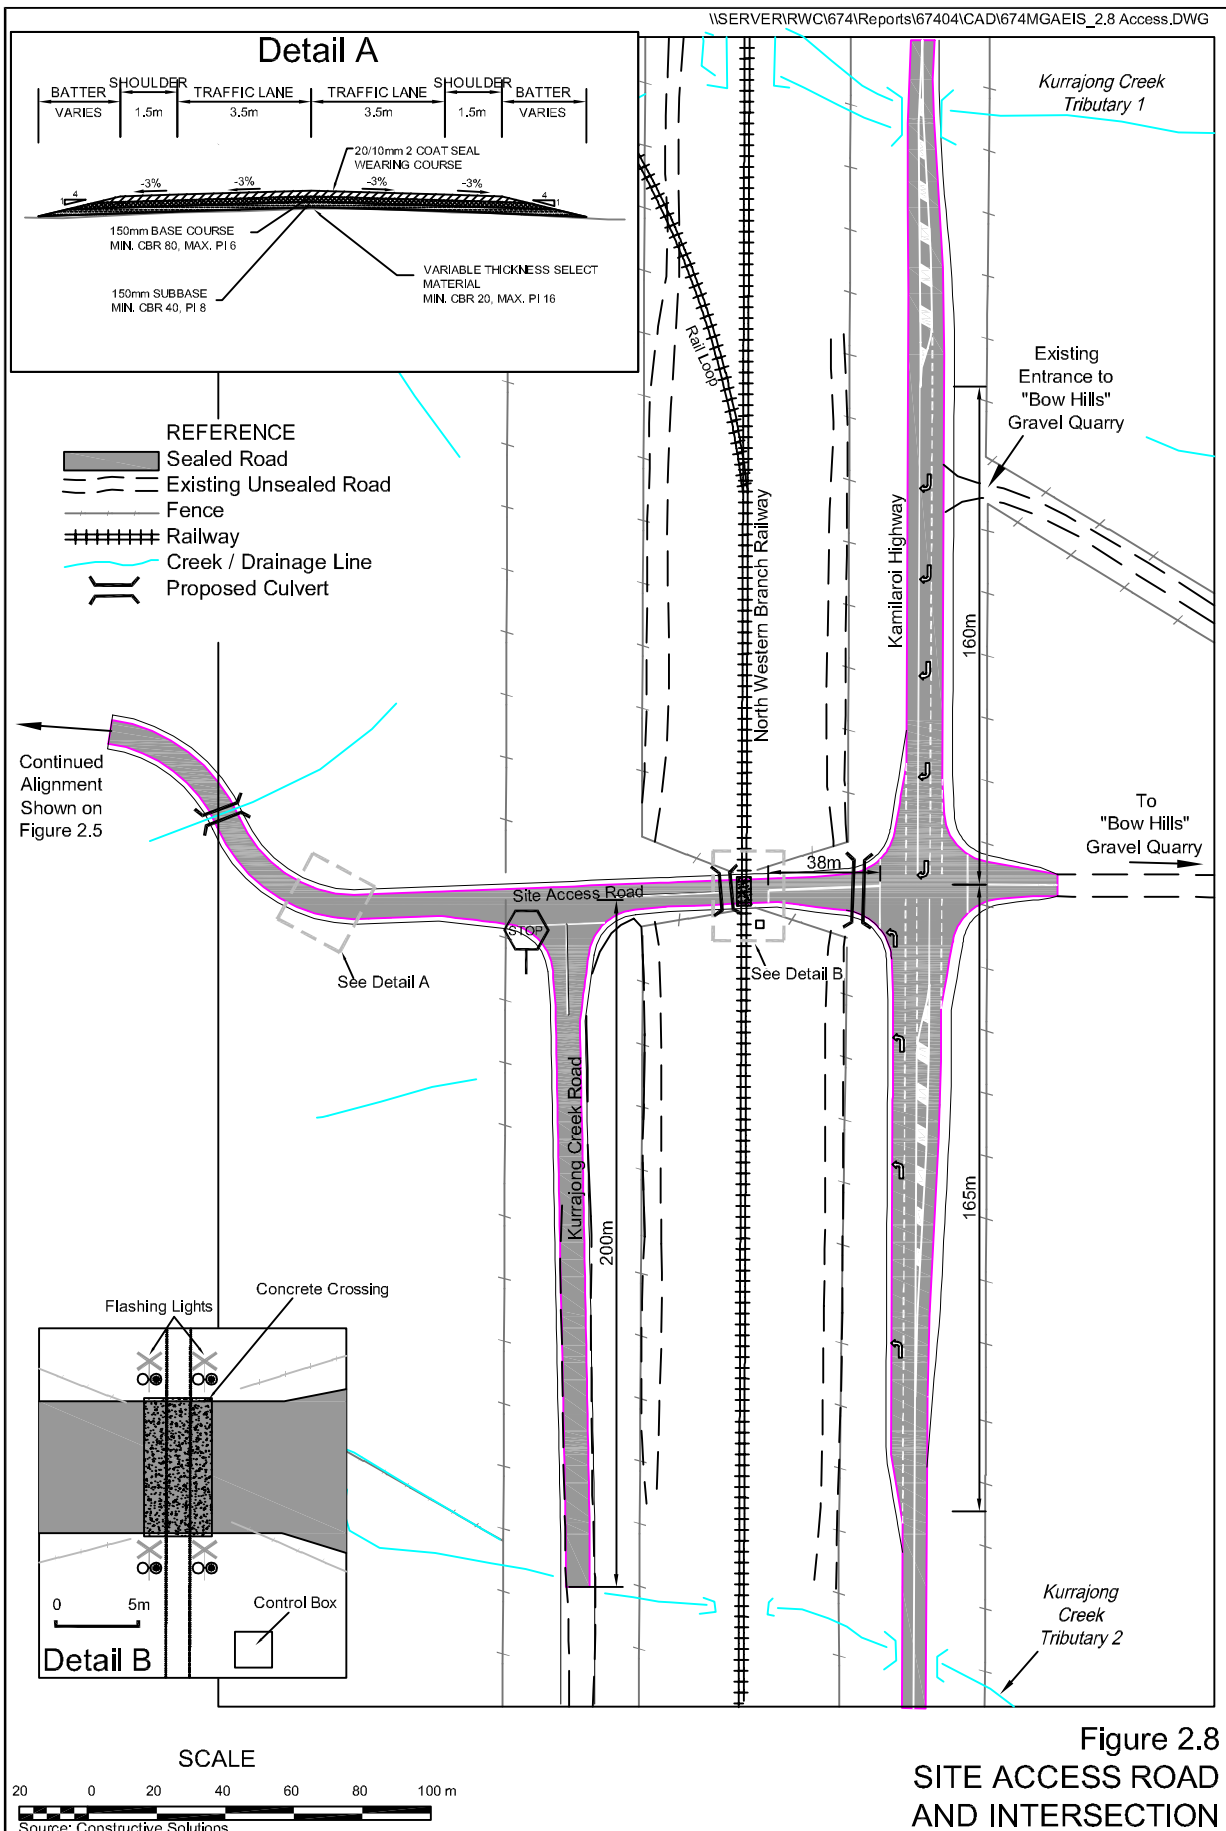 \\SERVER\RWC\674\Reports\67404\CAD\674MGAEIS_2.8 Access.DWG
Detail A
SHOULDER SHOULDER
BATTER TRAFFIC LANE TRAFFIC LANE BATTER
VARIES 1.5m 3.5m 3.5m 1.5m VARIES
20/10mm 2 COAT SEAL
WEARING COURSE
-3% -3% -3% -3%
4 4
1 1
150mm BASE COURSE
MIN. CBR 80, MAX. PI 6
VARIABLE THICKNESS SELECT
MATERIAL
MIN. CBR 20, MAX. PI 16
150mm SUBBASE
MIN. CBR 40, PI 8
Kurrajong Creek
Tributary 1
Rail Loop
Existing
Entrance to
"Bow Hills"
Gravel Quarry
REFERENCE
Sealed Road
Existing Unsealed Road
Fence
Railway
Creek / Drainage Line
Proposed Culvert
North Western Branch Railway
Kamilaroi Highway
160m
Continued
Alignment
Shown on
Figure 2.5
To
"Bow Hills"
Gravel Quarry
38m
Site Access Road
STOP
See Detail A
See Detail B
Kurrajong Creek Road
200m
165m
Concrete Crossing
Flashing Lights
0 5m
Control Box
Detail B
Kurrajong
Creek
Tributary 2
Figure 2.8
SITE ACCESS ROAD
AND INTERSECTION
SCALE
20 0 20 40 60 80 100 m
Source: Constructive Solutions